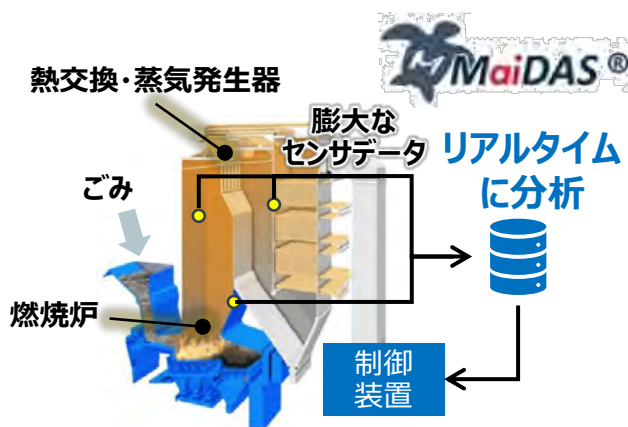 MaiDAS®
熱交換・蒸気発生器
膨大な
センサデータ
リアルタイム
に分析
ごみ
燃焼炉
制御
装置